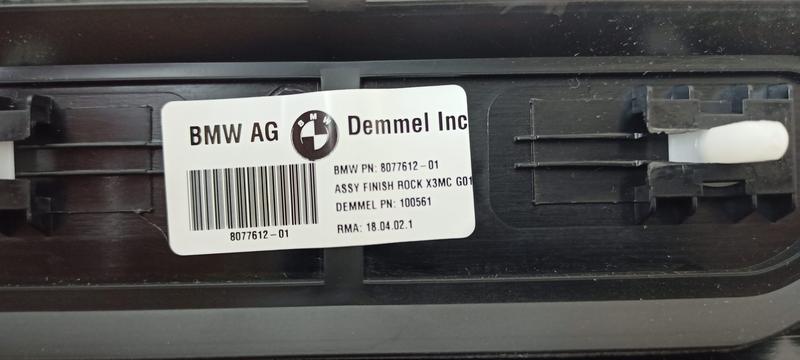 BMW AG BMW Demmel Inc
BMW PN: 8077612-01
ASSY FINISH ROCK X3MC G01
DEMMEL PN: 100561
RMA: 18.04.02.1
8077612-01